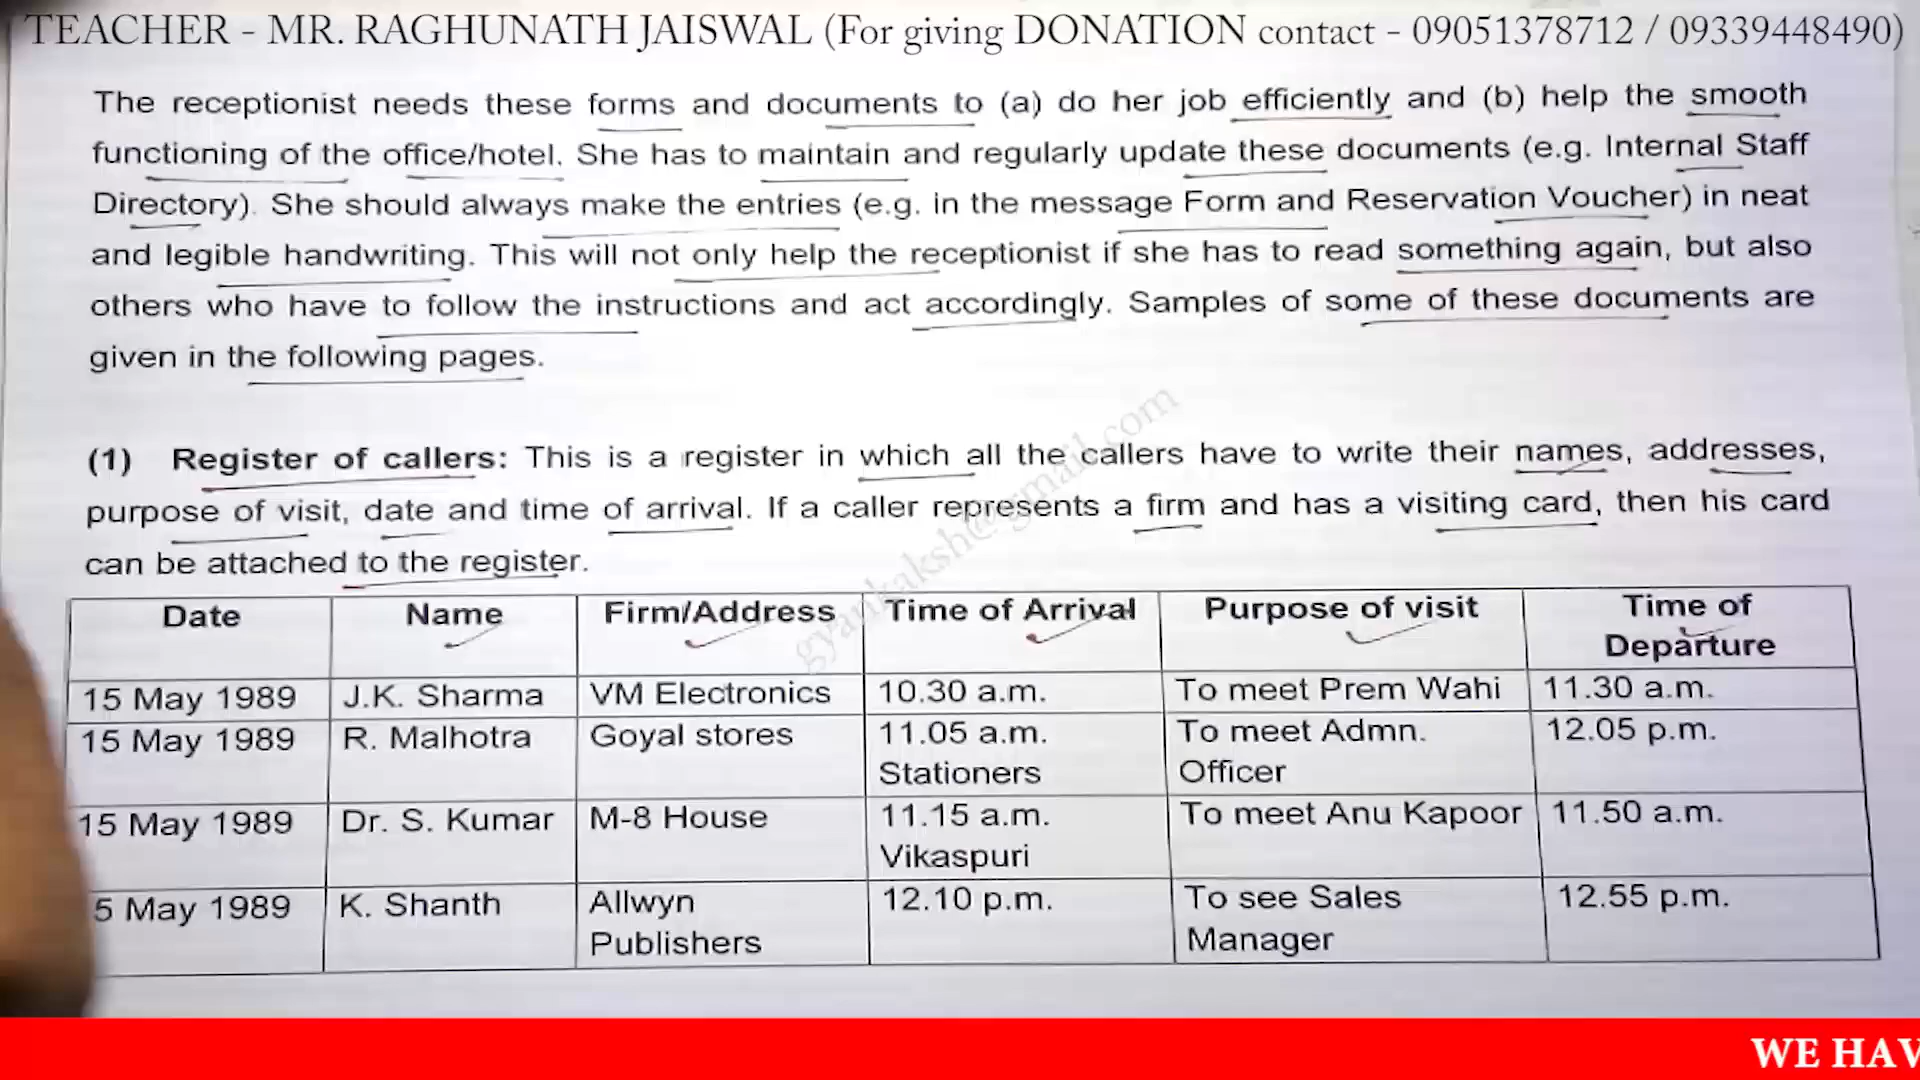 TEACHER - MR. RAGHUNATH JAISWAL (For giving DONATION contact - 09051378712 / 09339448490)
The receptionist needs these forms and documents to (a) do her job efficiently and (b) help the smooth
functioning of the office/hotel. She has to maintain and regularly update these documents (e.g. Internal Staff
Directory). She should always make the entries (e.g. in the message Form and Reservation Voucher) in neat
and legible handwriting. This will not only help the receptionist if she has to read something again, but also
others who have to follow the instructions and act accordingly. Samples of some of these documents are
given in the following pages.
gyankaksh@gmail.com
(1) Register of callers: This is a register in which all the callers have to write their names, addresses,
purpose of visit, date and time of arrival. If a caller represents a firm and has a visiting card, then his card
can be attached to the register.
Date Name Firm/Address Time of Arrival Purpose of visit Time of
Departure
15 May 1989 J.K. Sharma VM Electronics 10.30 a.m. To meet Prem Wahi 11.30 a.m.
15 May 1989 R. Malhotra Goyal stores 11.05 a.m. To meet Admn. 12.05 p.m.
Stationers Officer
15 May 1989 Dr. S. Kumar M-8 House 11.15 a.m. To meet Anu Kapoor 11.50 a.m.
Vikaspuri
5 May 1989 K. Shanth Allwyn 12.10 p.m. To see Sales 12.55 p.m.
Publishers Manager
WE HAV